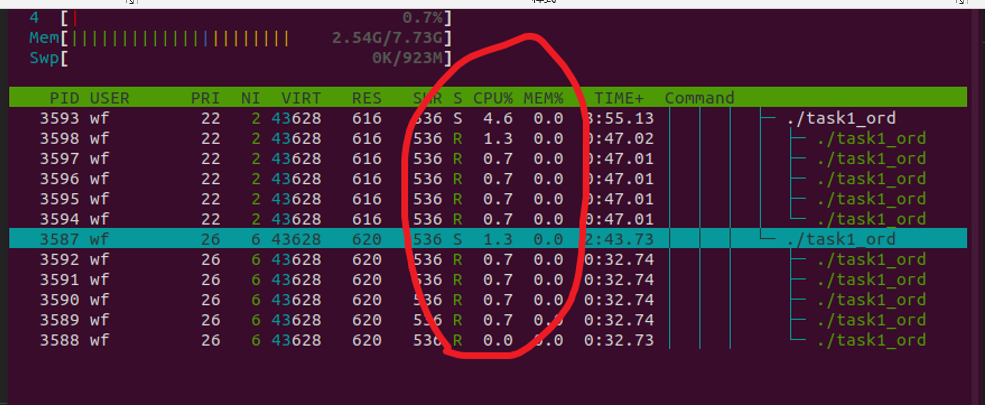 4 [| 0.7%]
Mem[|||||||||||||||||||||| 2.54G/7.73G]
Swp[ 0K/923M]
PID USER PRI NI VIRT RES SHR S CPU% MEM% TIME+ Command
3593 wf 22 2 43628 616 536 S 4.6 0.0 3:55.13 ./task1_ord
3598 wf 22 2 43628 616 536 R 1.3 0.0 0:47.02 ./task1_ord
3597 wf 22 2 43628 616 536 R 0.7 0.0 0:47.01 ./task1_ord
3596 wf 22 2 43628 616 536 R 0.7 0.0 0:47.01 ./task1_ord
3595 wf 22 2 43628 616 536 R 0.7 0.0 0:47.01 ./task1_ord
3594 wf 22 2 43628 616 536 R 0.7 0.0 0:47.01 ./task1_ord
3587 wf 26 6 43628 620 536 S 1.3 0.0 2:43.73 ./task1_ord
3592 wf 26 6 43628 620 536 R 0.7 0.0 0:32.74 ./task1_ord
3591 wf 26 6 43628 620 536 R 0.7 0.0 0:32.74 ./task1_ord
3590 wf 26 6 43628 620 536 R 0.7 0.0 0:32.74 ./task1_ord
3589 wf 26 6 43628 620 536 R 0.7 0.0 0:32.74 ./task1_ord
3588 wf 26 6 43628 620 536 R 0.0 0.0 0:32.74 ./task1_ord